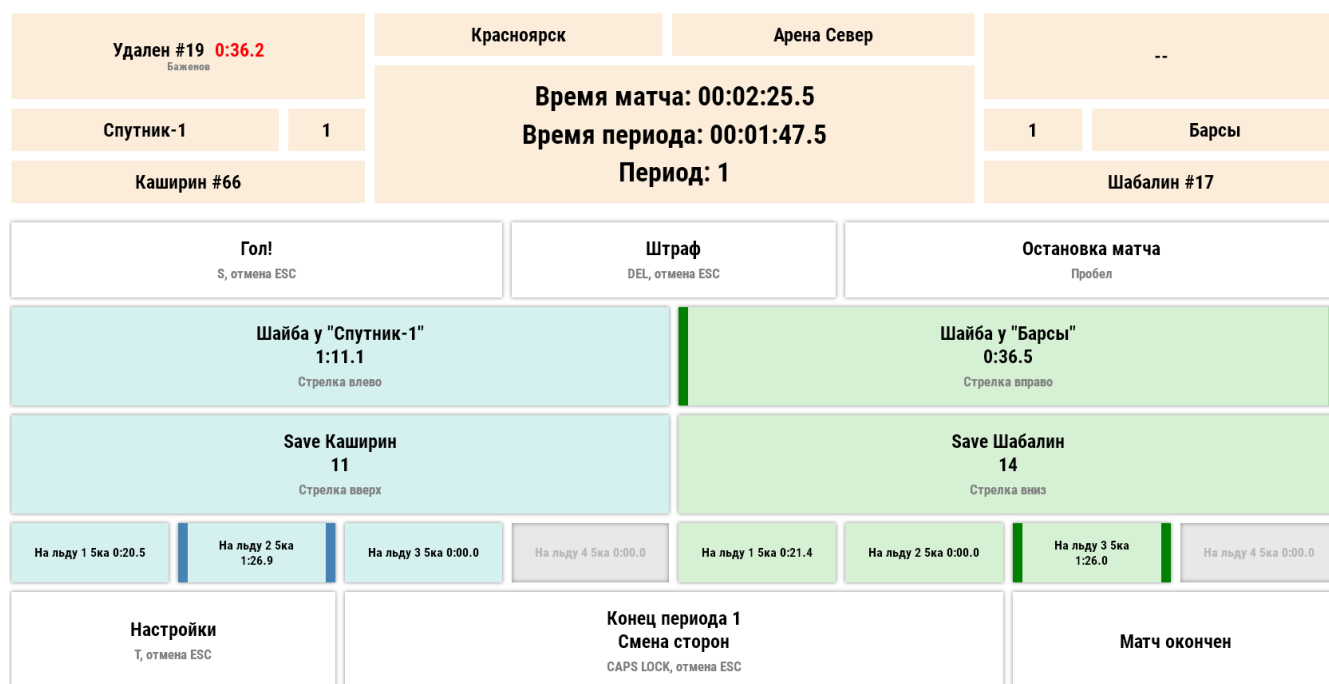 Удален #19 0:36.2
Баженов
Красноярск
Арена Север
--
Время матча: 00:02:25.5
Время периода: 00:01:47.5
Период: 1
Спутник-1
1
1
Барсы
Каширин #66
Шабалин #17
Гол!
S, отмена ESC
Штраф
DEL, отмена ESC
Остановка матча
Пробел
Шайба у "Спутник-1"
1:11.1
Стрелка влево
Шайба у "Барсы"
0:36.5
Стрелка вправо
Save Каширин
11
Стрелка вверх
Save Шабалин
14
Стрелка вниз
На льду 1 5ка 0:20.5
На льду 2 5ка
1:26.9
На льду 3 5ка 0:00.0
На льду 4 5ка 0:00.0
На льду 1 5ка 0:21.4
На льду 2 5ка 0:00.0
На льду 3 5ка
1:26.0
На льду 4 5ка 0:00.0
Настройки
T, отмена ESC
Конец периода 1
Смена сторон
CAPS LOCK, отмена ESC
Матч окончен